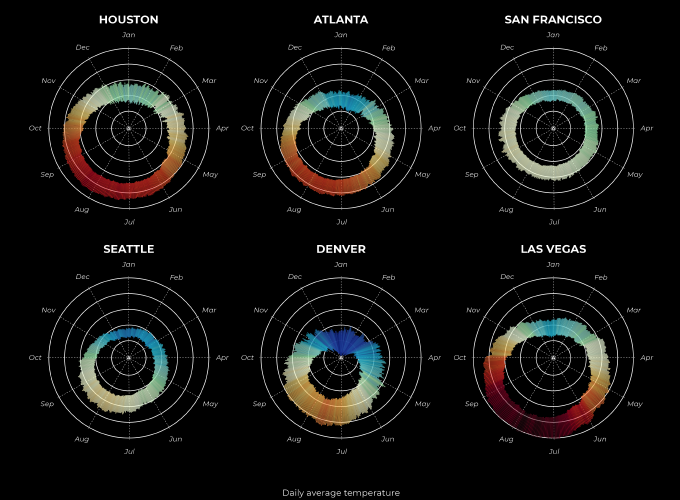 HOUSTON
Jan
Feb
Mar
Apr
May
Jun
Jul
Aug
Sep
Oct
Nov
Dec
ATLANTA
Jan
Feb
Mar
Apr
May
Jun
Jul
Aug
Sep
Oct
Nov
Dec
SAN FRANCISCO
Jan
Feb
Mar
Apr
May
Jun
Jul
Aug
Sep
Oct
Nov
Dec
SEATTLE
Jan
Feb
Mar
Apr
May
Jun
Jul
Aug
Sep
Oct
Nov
Dec
DENVER
Jan
Feb
Mar
Apr
May
Jun
Jul
Aug
Sep
Oct
Nov
Dec
LAS VEGAS
Jan
Feb
Mar
Apr
May
Jun
Jul
Aug
Sep
Oct
Nov
Dec
Daily average temperature